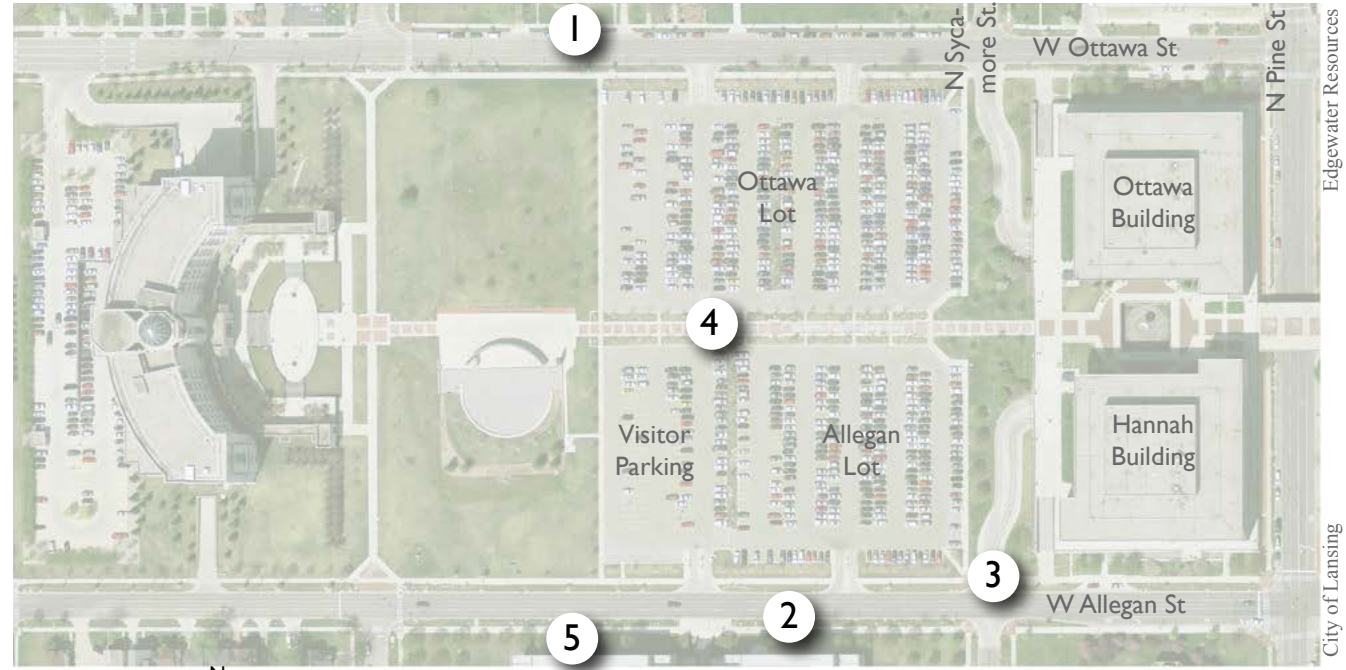 1
N Syca-
more St.
W Ottawa St
N Pine St
Edgewater Resources
Ottawa
Lot
Ottawa
Building
4
Visitor
Parking
Allegan
Lot
Hannah
Building
3
2
W Allegan St
5
City of Lansing
N